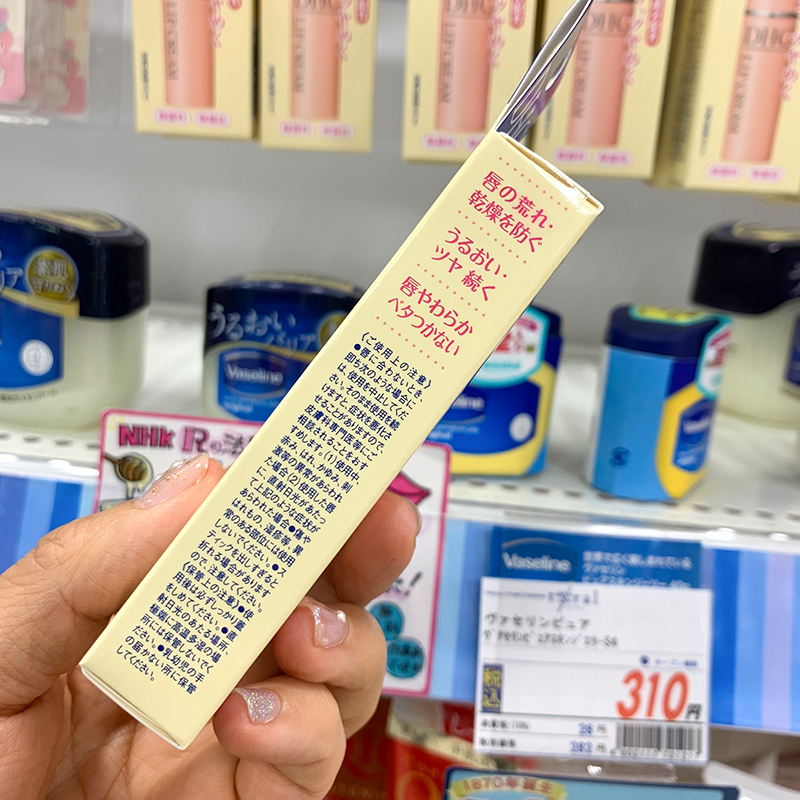 DHC
LIP CREAM
唇の荒れ・
乾燥を防ぐ
うるおい・
ツヤ 続く
唇やわらか
ベタつかない
〈ご使用上の注意〉
●唇に合わないとき、
即ち次のような場合に
は、使用を中止してくだ
さい。そのまま使用を続
けますと、症状を悪化さ
せることがありますので、
皮膚科専門医等にご
相談されることをおす
すめします。(1)使用中、
赤み、はれ、かゆみ、刺
激等の異常があらわれ
た場合(2)使用した唇
に、直射日光があたっ
て上記のような症状が
あらわれた場合●傷や
はれもの、湿疹等、異
常のある部位には使用
しないでください。●ス
ティックを出しすぎると
折れる場合があります
ので、注意してください。
〈保管上の注意〉●使
用後は必ずしっかり蓋
をしめてください。●直
射日光のあたる場所、
極端に高温多湿の場
所には保管しないでく
ださい。●乳幼児の手
の届かない所に保管
してください。
うるおいバリア
Vaseline
Vaseline
Vaseline
ヴァセリンピュア
税込
310
円
1870年誕生